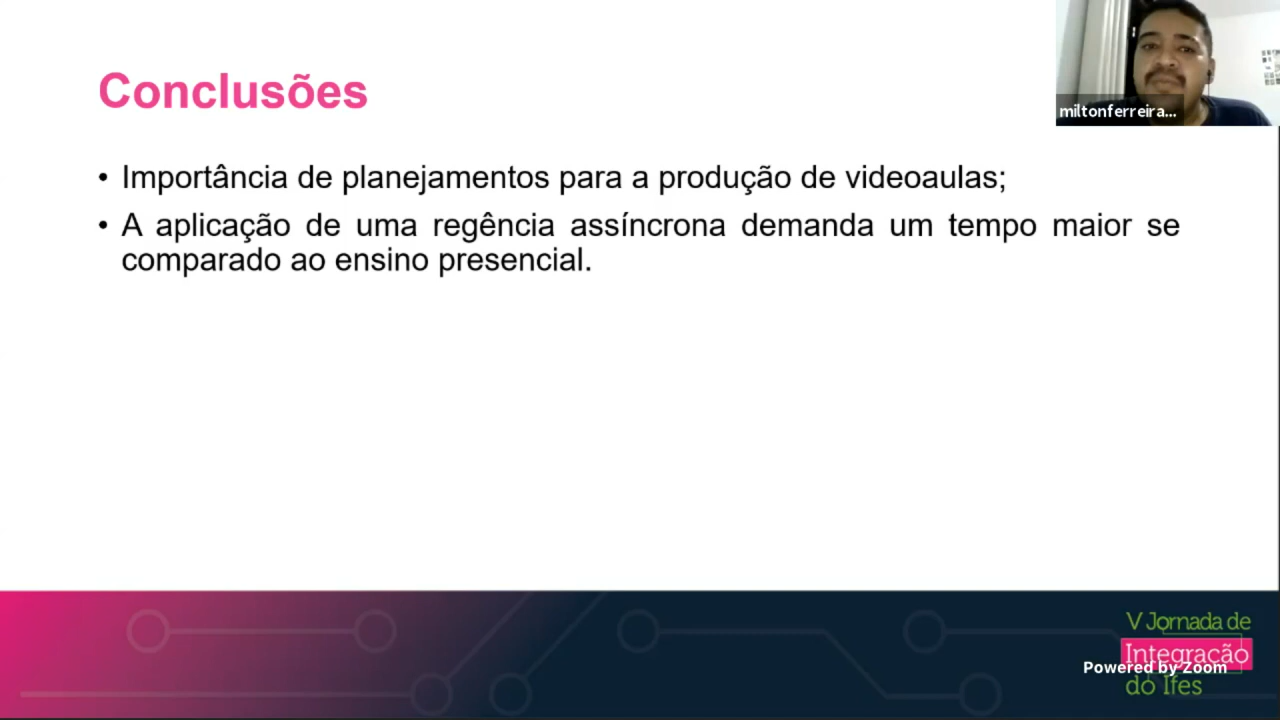 Conclusões
miltonferreira...
• Importância de planejamentos para a produção de videoaulas;
• A aplicação de uma regência assíncrona demanda um tempo maior se
comparado ao ensino presencial.
V Jornada de
Integração
Powered by Zoom
do Ifes